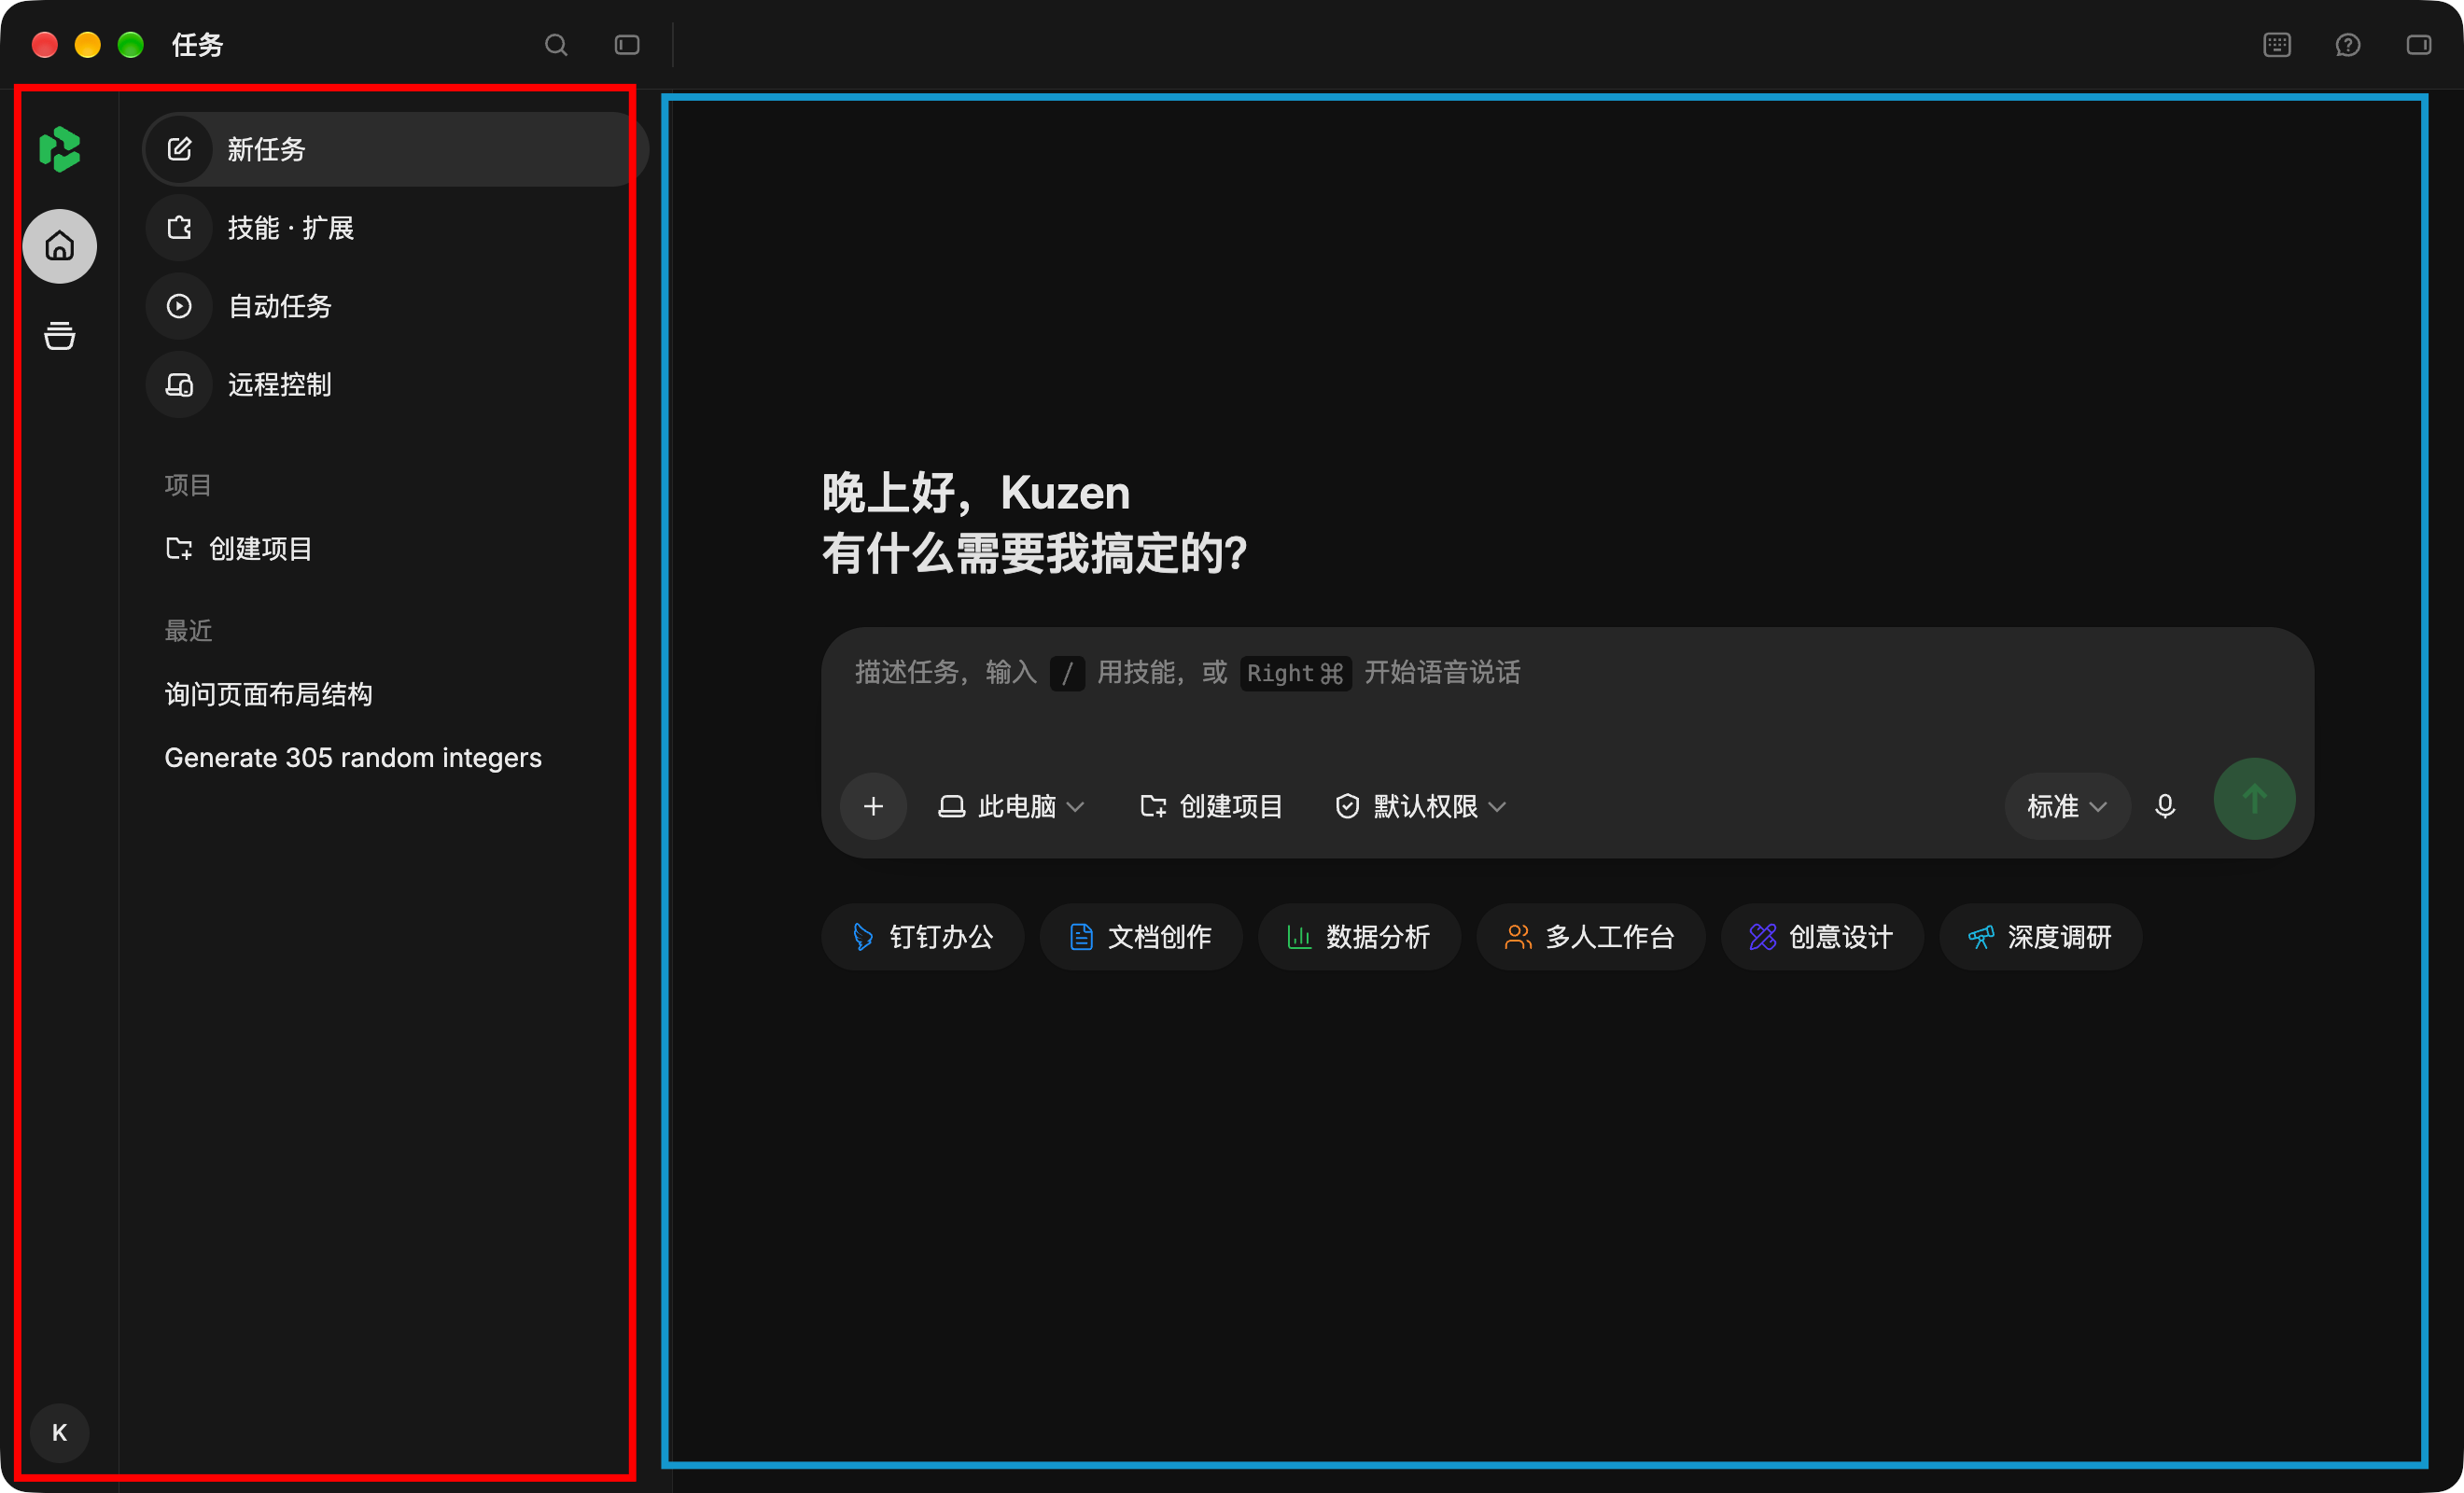 任务
新任务
技能 · 扩展
自动任务
远程控制
项目
创建项目
最近
询问页面布局结构
Generate 305 random integers
K
晚上好，Kuzen
有什么需要我搞定的?
描述任务，输入 / 用技能，或 Right⌘ 开始语音说话
此电脑 创建项目 默认权限 标准
钉钉办公 文档创作 数据分析 多人工作台 创意设计 深度调研